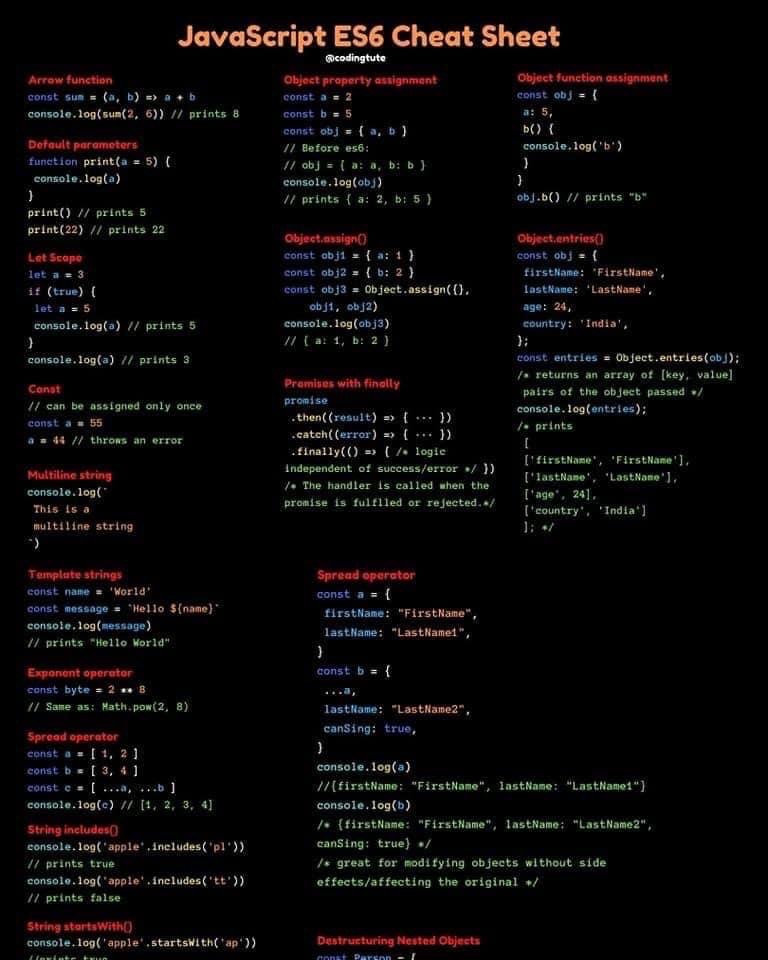 JavaScript ES6 Cheat Sheet
@codingtute
Arrow function
const sum = (a, b) => a + b
console.log(sum(2, 6)) // prints 8
Default parameters
function print(a = 5) {
console.log(a)
}
print() // prints 5
print(22) // prints 22
Let Scope
let a = 3
if (true) {
let a = 5
console.log(a) // prints 5
}
console.log(a) // prints 3
Const
// can be assigned only once
const a = 55
a = 44 // throws an error
Multiline string
console.log(`
This is a
multiline string
`)
Template strings
const name = 'World'
const message = `Hello ${name}`
console.log(message)
// prints "Hello World"
Exponent operator
const byte = 2 ** 8
// Same as: Math.pow(2, 8)
Spread operator
const a = [ 1, 2 ]
const b = [ 3, 4 ]
const c = [ ...a, ...b ]
console.log(c) // [1, 2, 3, 4]
String includes()
console.log('apple'.includes('pl'))
// prints true
console.log('apple'.includes('tt'))
// prints false
String startsWith()
console.log('apple'.startsWith('ap'))
//prints true
Object property assignment
const a = 2
const b = 5
const obj = { a, b }
// Before es6:
// obj = { a: a, b: b }
console.log(obj)
// prints { a: 2, b: 5 }
Object.assign()
const obj1 = { a: 1 }
const obj2 = { b: 2 }
const obj3 = Object.assign({},
obj1, obj2)
console.log(obj3)
// { a: 1, b: 2 }
Promises with finally
promise
.then((result) => { ··· })
.catch((error) => { ··· })
.finally(() => { /* logic
independent of success/error */ })
/* The handler is called when the
promise is fulflled or rejected.*/
Object function assignment
const obj = {
a: 5,
b() {
console.log('b')
}
}
obj.b() // prints "b"
Object.entries()
const obj = {
firstName: 'FirstName',
lastName: 'LastName',
age: 24,
country: 'India',
};
const entries = Object.entries(obj);
/* returns an array of [key, value]
pairs of the object passed */
console.log(entries);
/* prints
[
['firstName', 'FirstName'],
['lastName', 'LastName'],
['age', 24],
['country', 'India']
]; */
Spread operator
const a = {
firstName: "FirstName",
lastName: "LastName1",
}
const b = {
...a,
lastName: "LastName2",
canSing: true,
}
console.log(a)
//{firstName: "FirstName", lastName: "LastName1"}
console.log(b)
/* {firstName: "FirstName", lastName: "LastName2",
canSing: true} */
/* great for modifying objects without side
effects/affecting the original */
Destructuring Nested Objects
const Person = {